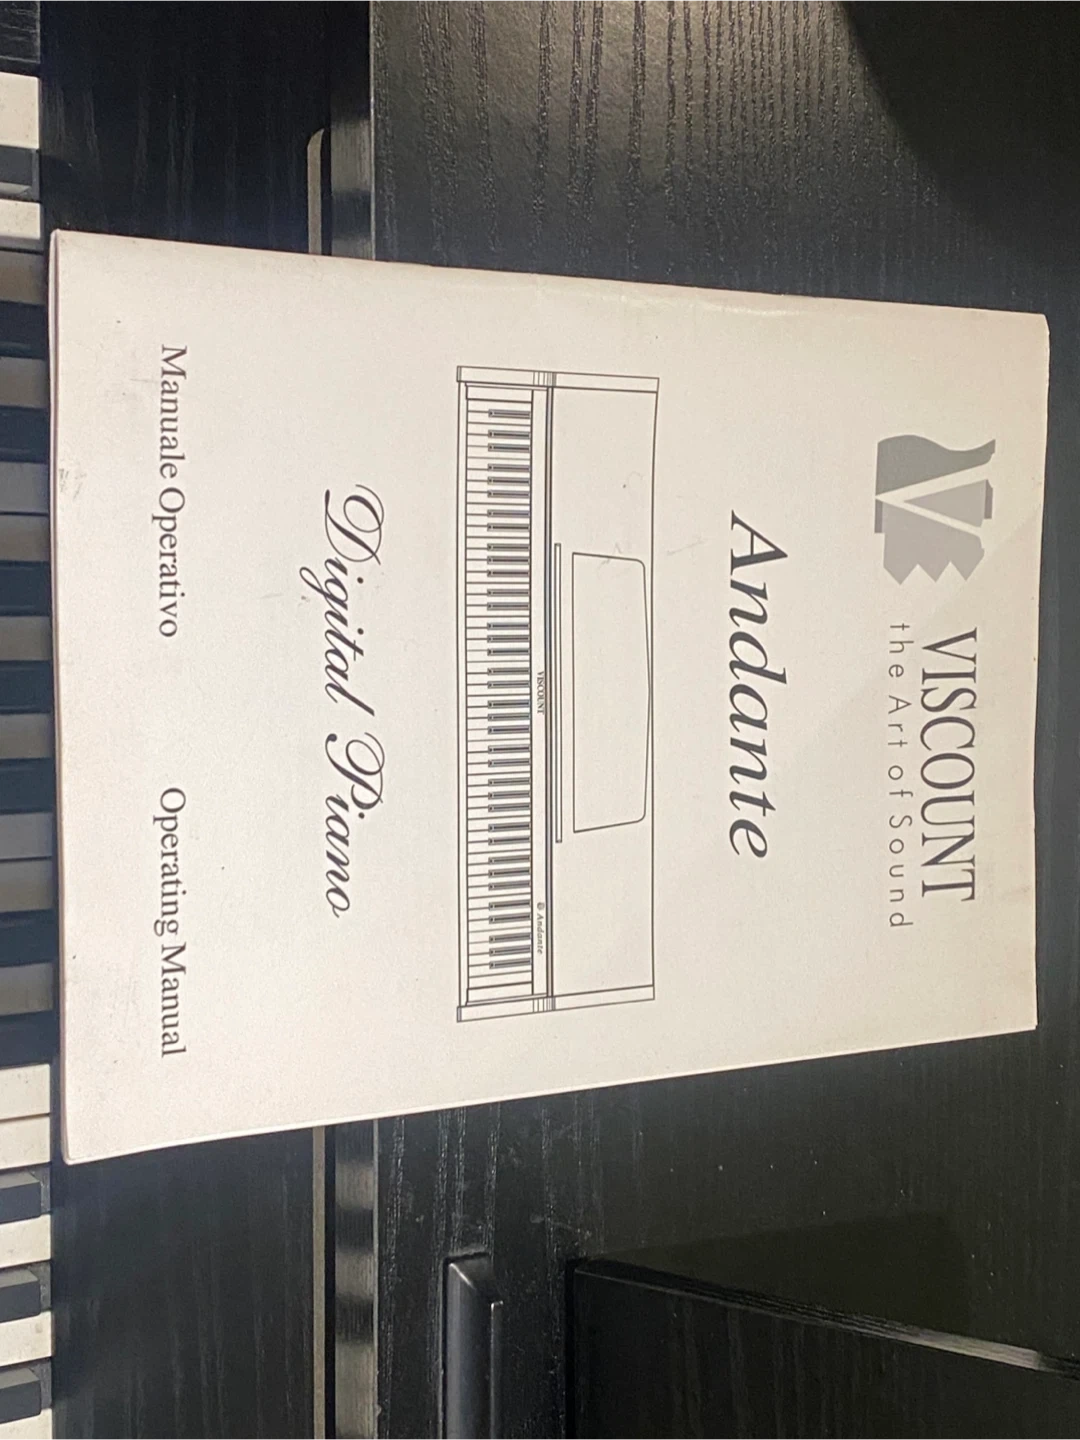 VISCOUNT
the Art of Sound
Andante
VISCOUNT
Andante
Digital Piano
Manuale Operativo
Operating Manual